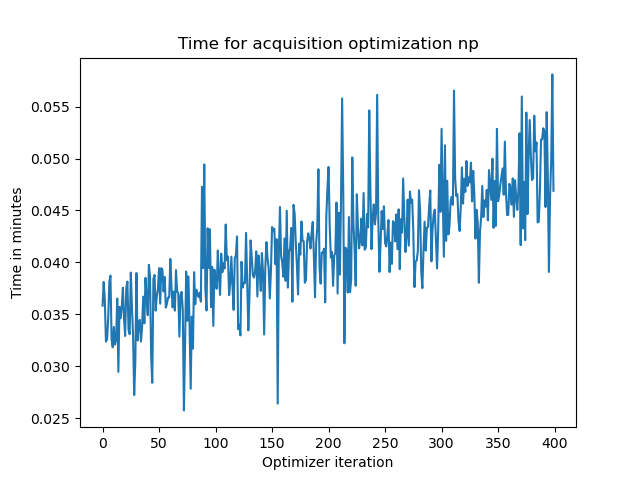 Time for acquisition optimization np
Time in minutes
0.055
0.050
0.045
0.040
0.035
0.030
0.025
0 50 100 150 200 250 300 350 400
Optimizer iteration